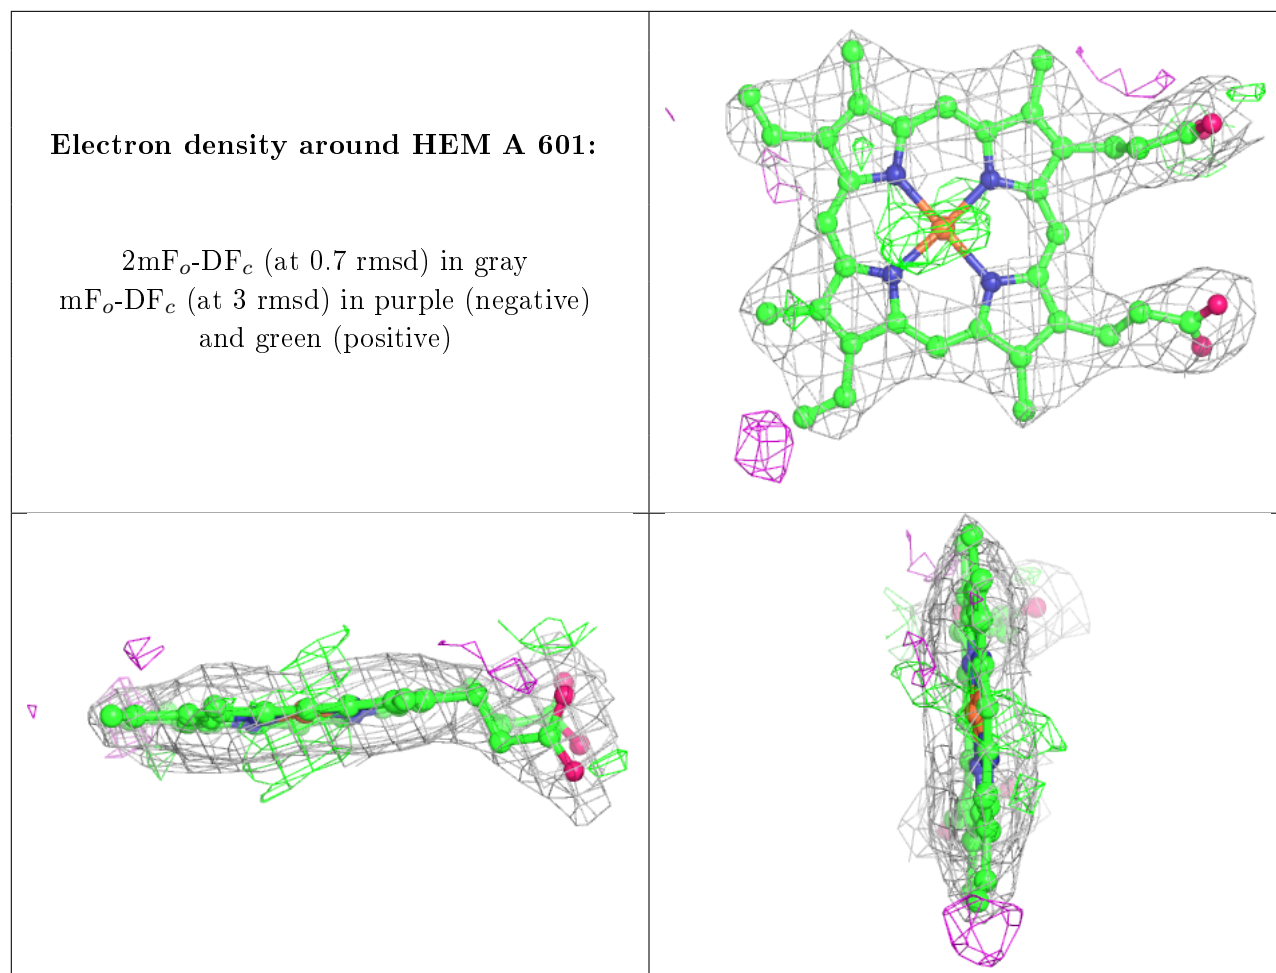 Electron density around HEM A 601:
2mFₒ-DF𝒸 (at 0.7 rmsd) in gray
mFₒ-DF𝒸 (at 3 rmsd) in purple (negative)
and green (positive)